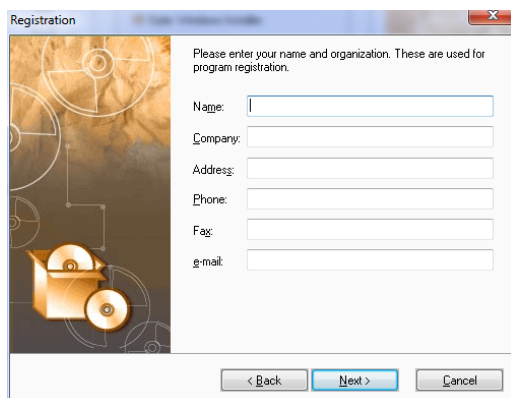 Registration
Please enter your name and organization. These are used for
program registration.
Name:
Company:
Address:
Phone:
Fax:
e-mail:
< Back
Next >
Cancel